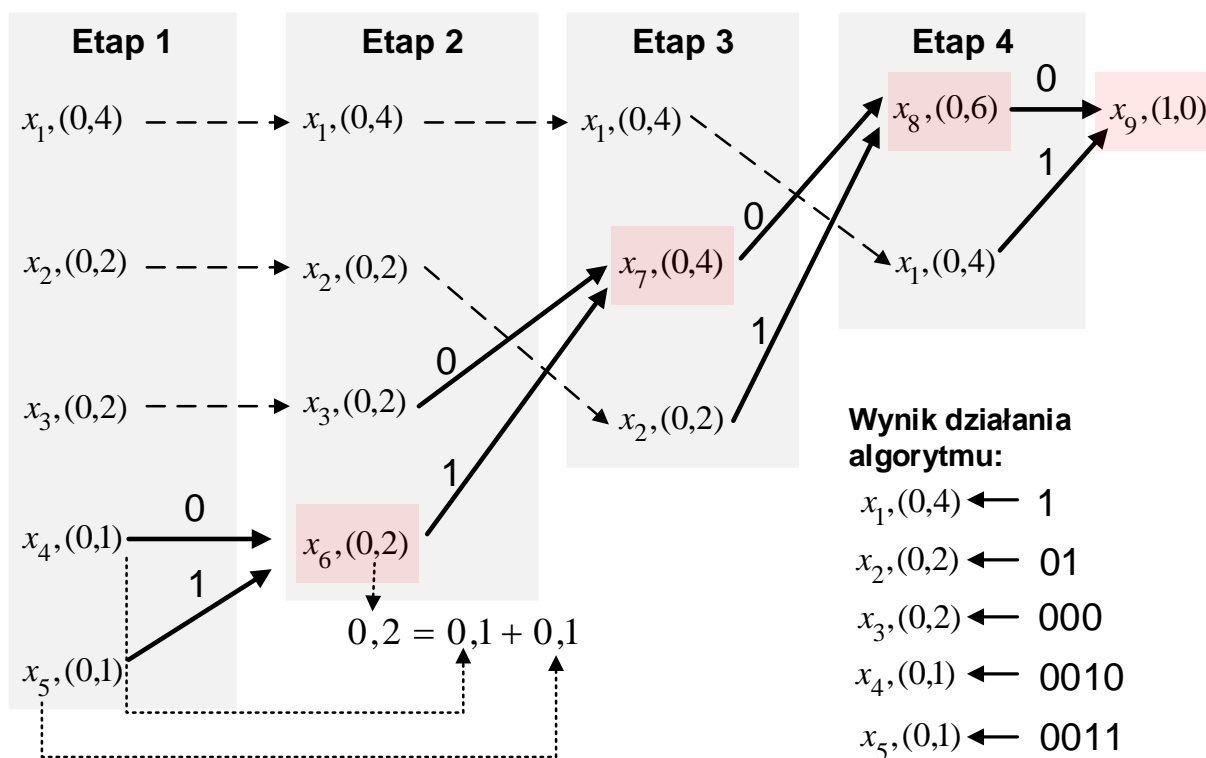 Etap 1 Etap 2 Etap 3 Etap 4
x₁,(0,4) x₁,(0,4) x₁,(0,4) x₈,(0,6) 0 x₉,(1,0)
1
0
x₂,(0,2) x₂,(0,2) x₇,(0,4) x₁,(0,4)
0 1
x₃,(0,2) x₃,(0,2) x₂,(0,2)
1
0
x₄,(0,1) x₆,(0,2)
1
0,2 = 0,1 + 0,1
x₅,(0,1)
Wynik działania
algorytmu:
x₁,(0,4) 1
x₂,(0,2) 01
x₃,(0,2) 000
x₄,(0,1) 0010
x₅,(0,1) 0011